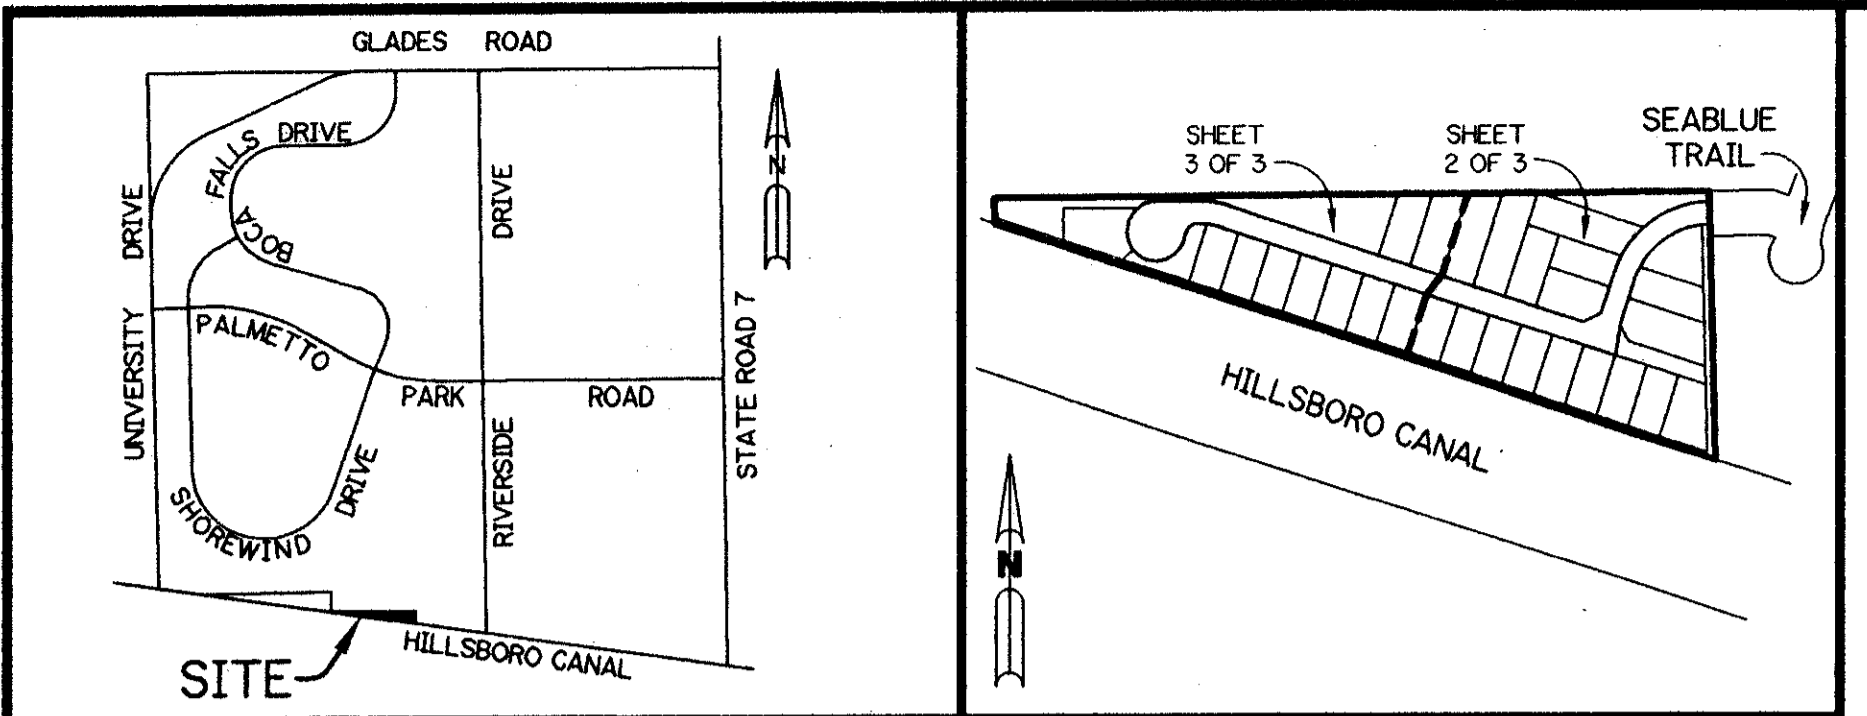 GLADES ROAD
FALLS DRIVE
BOCA
UNIVERSITY DRIVE
DRIVE
RIVERSIDE
N
PALMETTO
PARK ROAD
STATE ROAD 7
SHOREWIND
DRIVE
HILLSBORO CANAL
SITE
SHEET
3 OF 3
SHEET
2 OF 3
SEABLUE
TRAIL
HILLSBORO CANAL
N